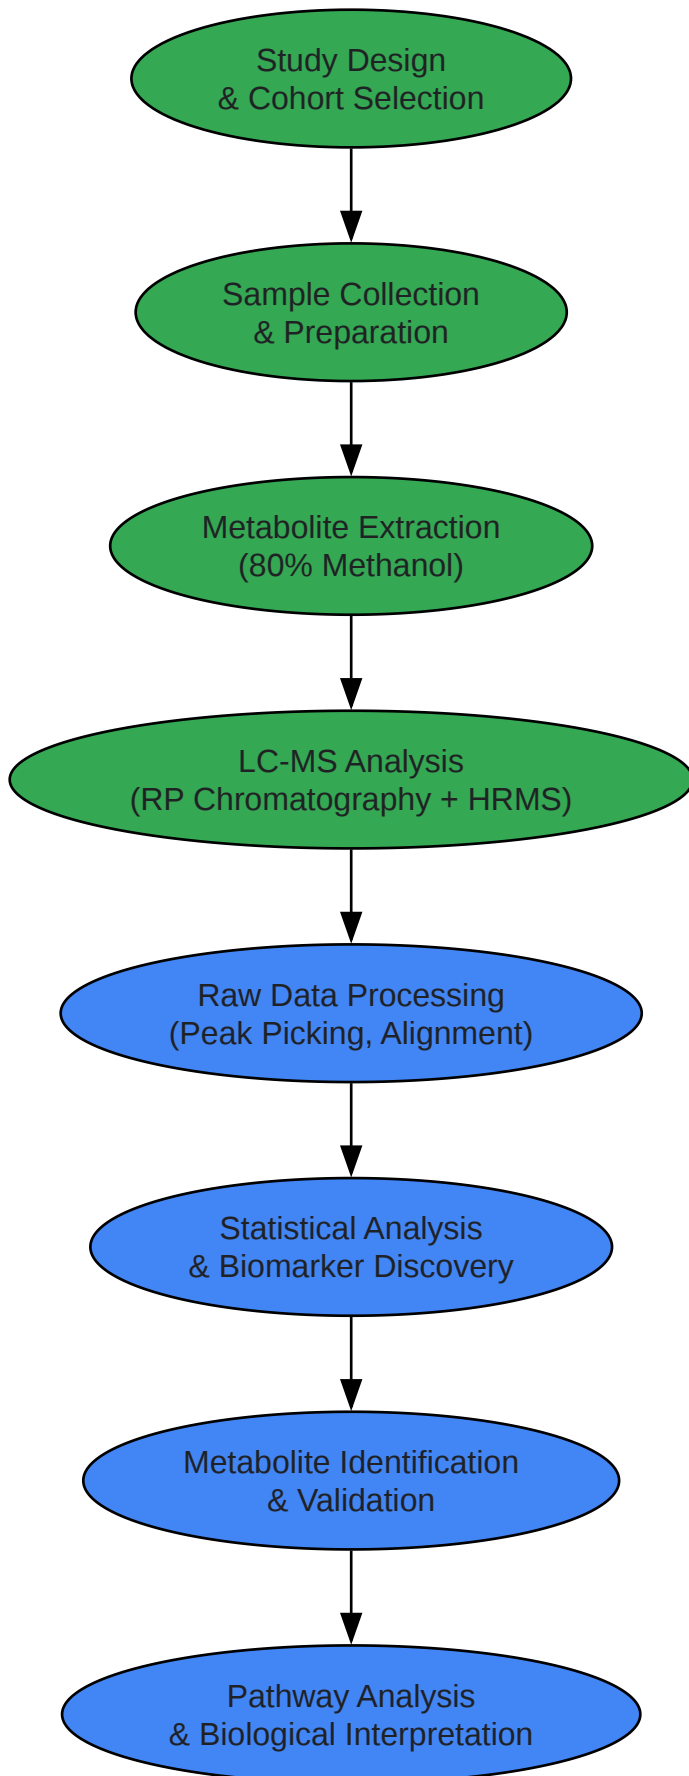 Study Design
& Cohort Selection
Sample Collection
& Preparation
Metabolite Extraction
(80% Methanol)
LC-MS Analysis
(RP Chromatography + HRMS)
Raw Data Processing
(Peak Picking, Alignment)
Statistical Analysis
& Biomarker Discovery
Metabolite Identification
& Validation
Pathway Analysis
& Biological Interpretation